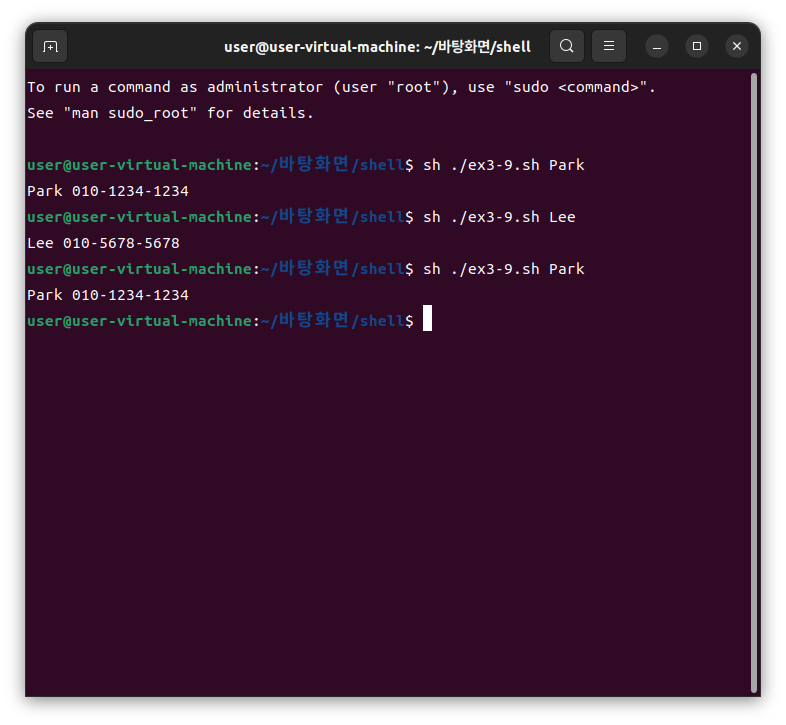 user@user-virtual-machine: ~/바탕화면/shell
To run a command as administrator (user "root"), use "sudo <command>".
See "man sudo_root" for details.
user@user-virtual-machine:~/바탕화면/shell$ sh ./ex3-9.sh Park
Park 010-1234-1234
user@user-virtual-machine:~/바탕화면/shell$ sh ./ex3-9.sh Lee
Lee 010-5678-5678
user@user-virtual-machine:~/바탕화면/shell$ sh ./ex3-9.sh Park
Park 010-1234-1234
user@user-virtual-machine:~/바탕화면/shell$